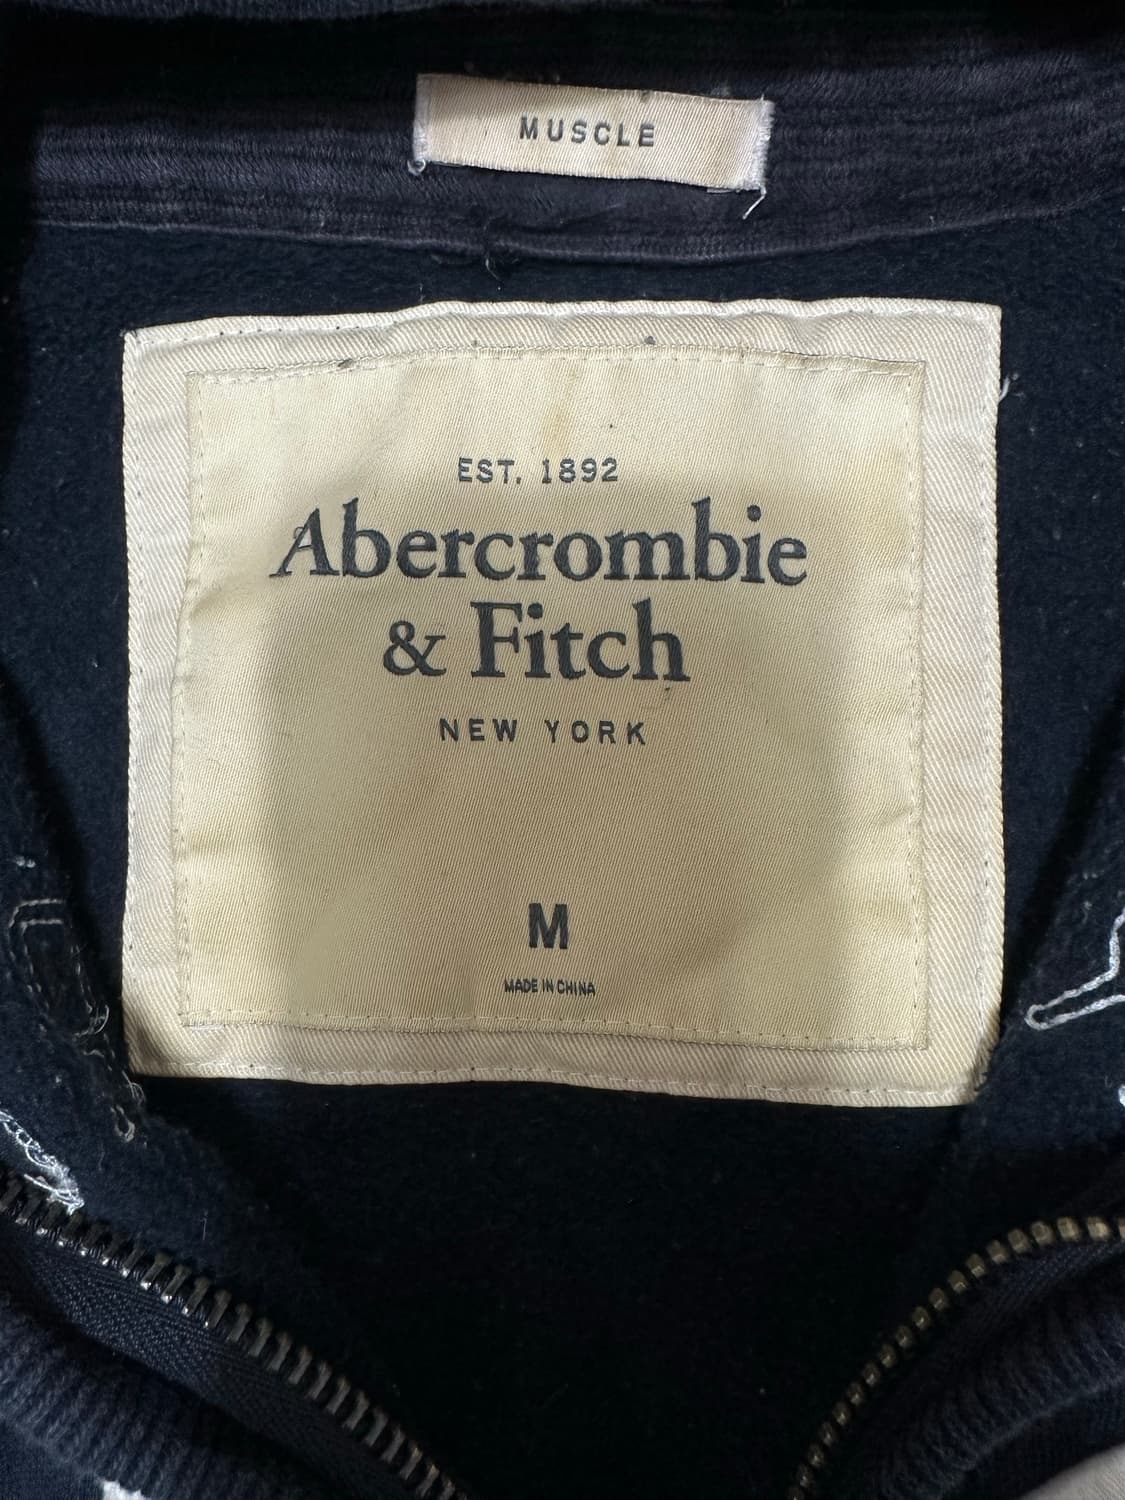 MUSCLE
EST. 1892
Abercrombie
& Fitch
NEW YORK
M
MADE IN CHINA